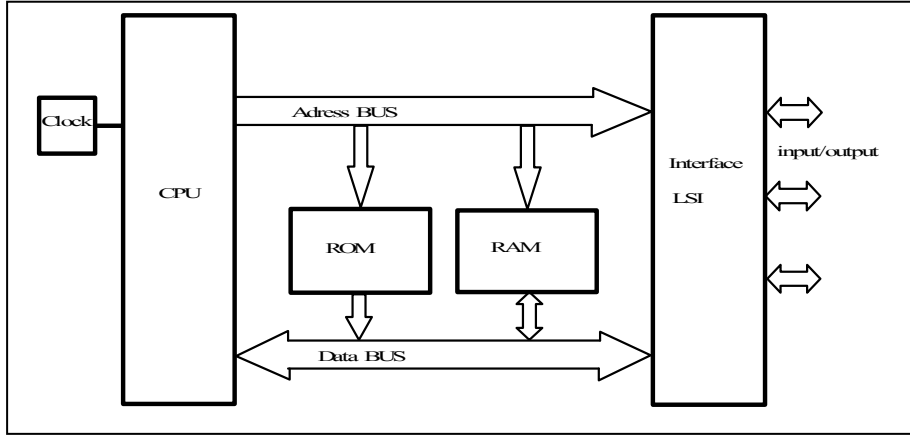 Clock
CPU
Adress BUS
ROM
RAM
Data BUS
Interface
LSI
input/output